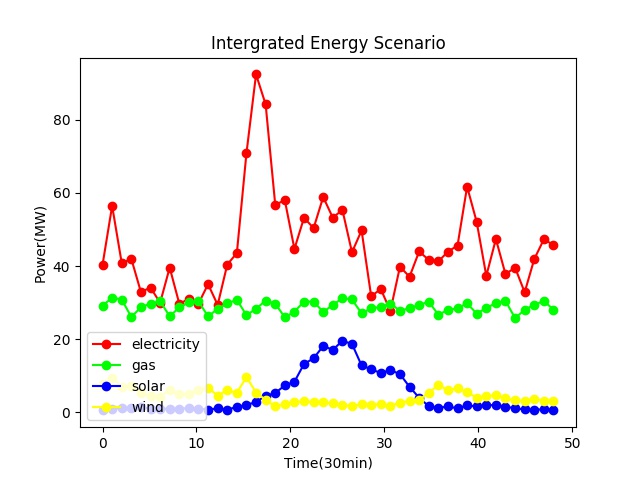 Intergrated Energy Scenario
Power(MW)
80
60
40
20
0
electricity
gas
solar
wind
0 10 20 30 40 50
Time(30min)